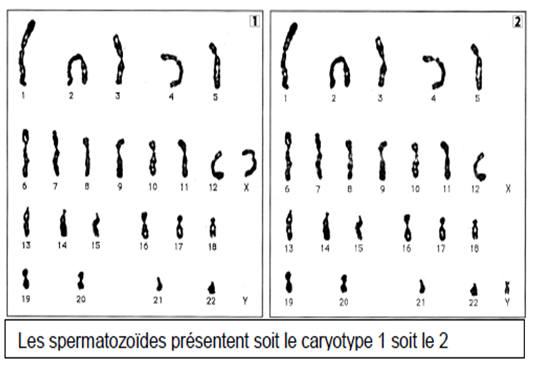 1
1 2 3 4 5
6 7 8 9 10 11 12 X
13 14 15 16 17 18
19 20 21 22 Y
2
1 2 3 4 5
6 7 8 9 10 11 12 X
13 14 15 16 17 18
19 20 21 22 Y
Les spermatozoïdes présentent soit le caryotype 1 soit le 2